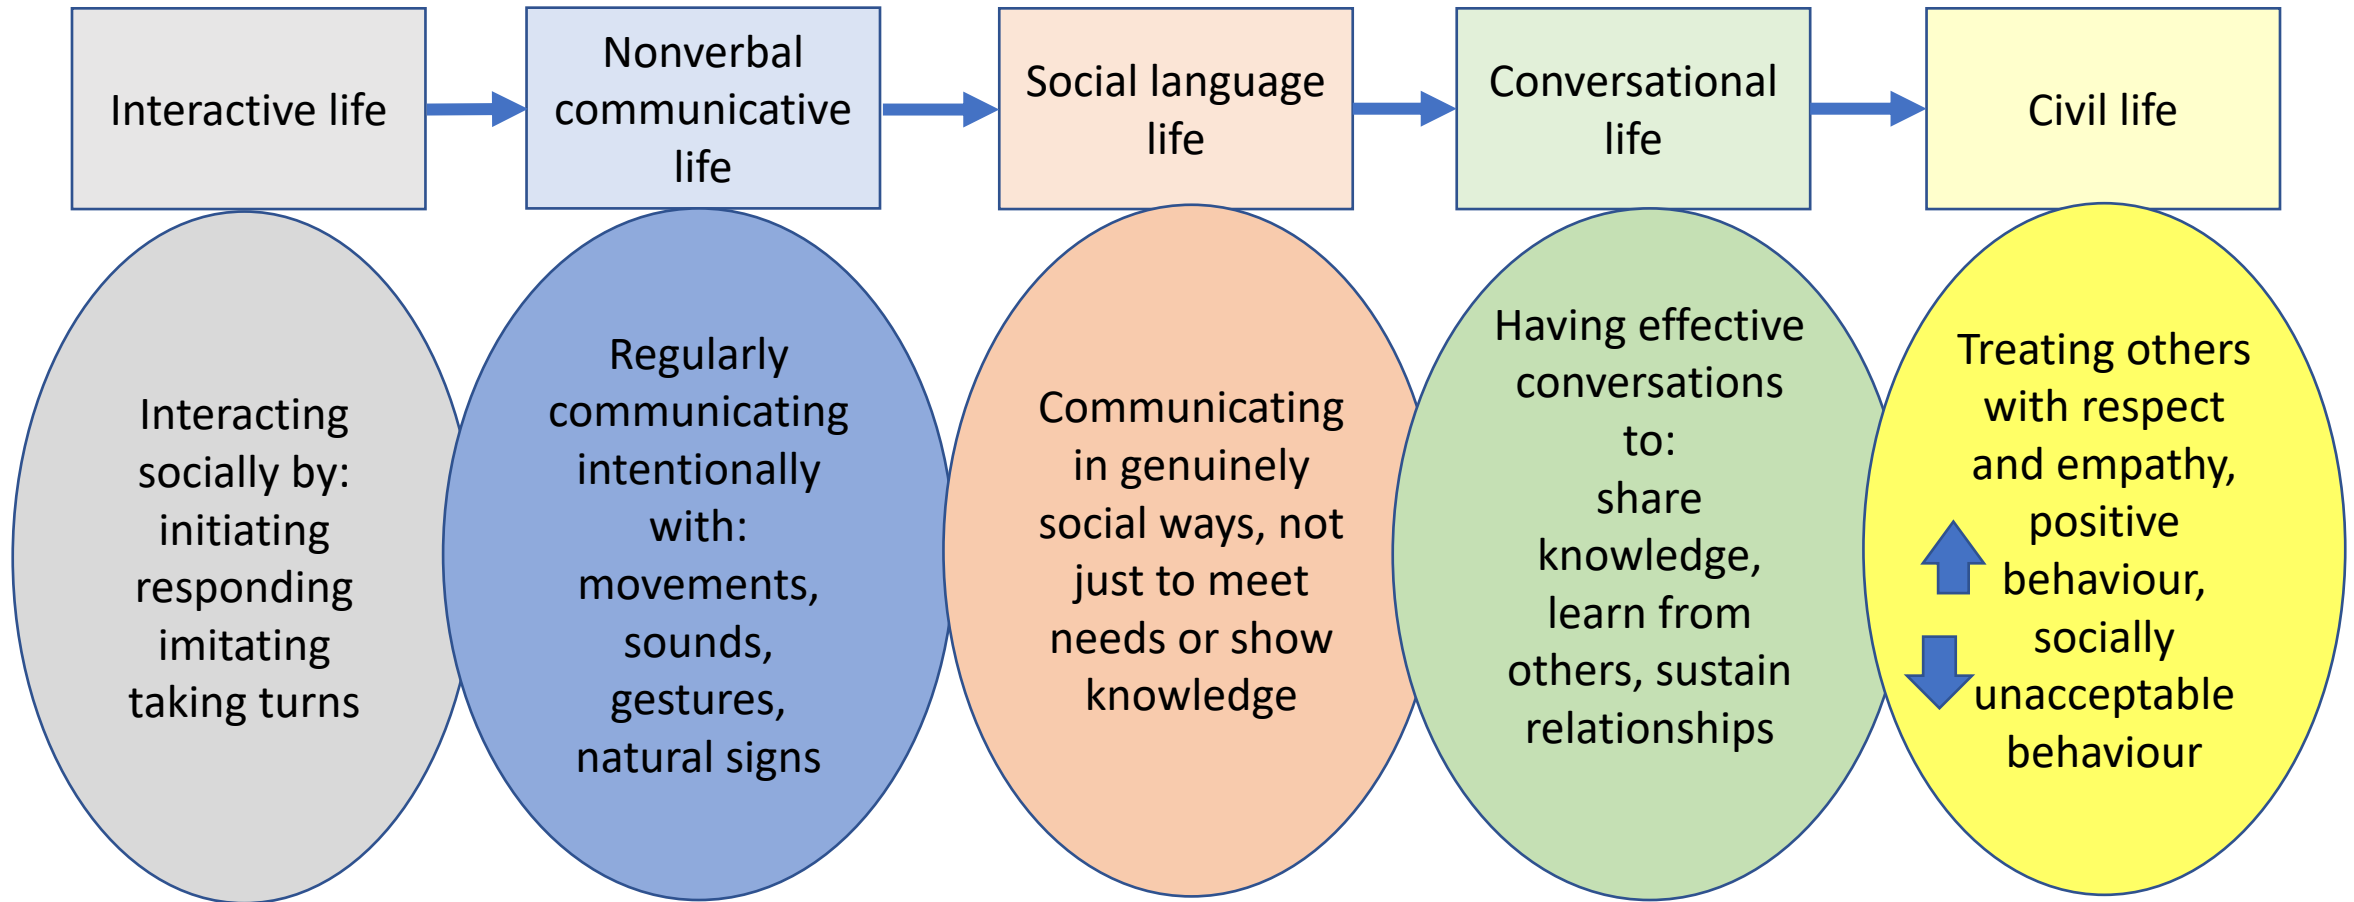 Interactive life
Nonverbal
communicative
life
Social language
life
Conversational
life
Civil life
Interacting
socially by:
initiating
responding
imitating
taking turns
Regularly
communicating
intentionally
with:
movements,
sounds,
gestures,
natural signs
Communicating
in genuinely
social ways, not
just to meet
needs or show
knowledge
Having effective
conversations
to:
share
knowledge,
learn from
others, sustain
relationships
Treating others
with respect
and empathy,
positive
behaviour,
socially
unacceptable
behaviour